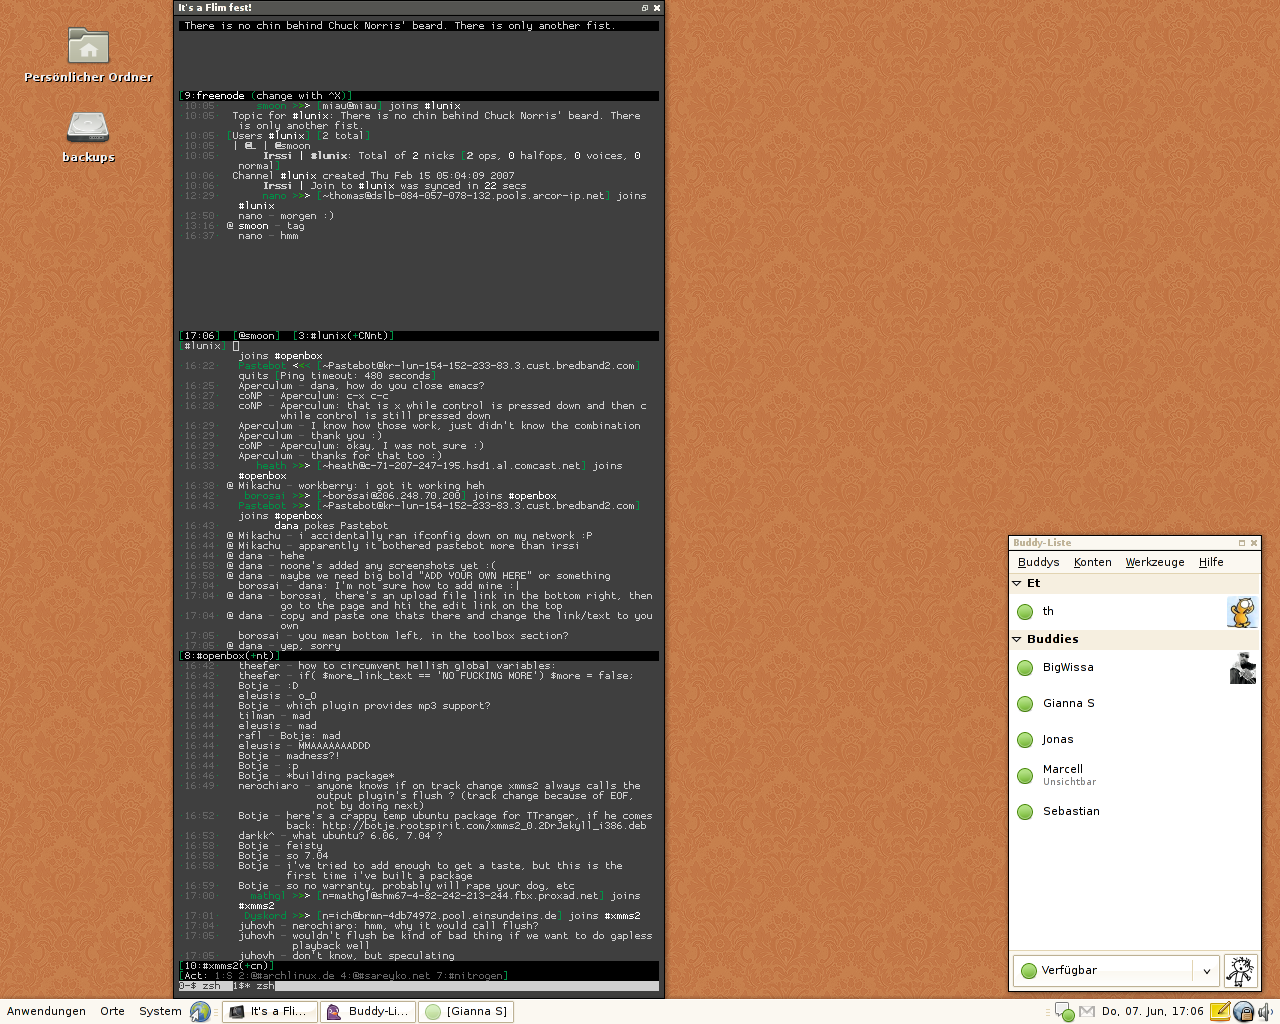 It's a Flim fest!
There is no chin behind Chuck Norris' beard. There is only another fist.
Persönlicher Ordner
backups
[9:freenode (change with ^X)]
10:05 smoon >>> [miau@miau] joins #lunix
10:05 Topic for #lunix: There is no chin behind Chuck Norris' beard. There
is only another fist.
10:05 [Users #lunix] [2 total]
10:05 | @_ | @smoon
10:05 Irssi | #lunix: Total of 2 nicks [2 ops, 0 halfops, 0 voices, 0
normal]
10:06 Channel #lunix created Thu Feb 15 05:04:09 2007
10:06 Irssi | Join to #lunix was synced in 22 secs
12:29 nano >>> [~thomas@dslb-084-057-078-132.pools.arcor-ip.net] joins
#lunix
12:50 nano - morgen :)
13:16 @ smoon - tag
16:37 nano - hmm
[17:06] [@smoon] [3:#lunix(+CNnt)]
[#lunix]
joins #openbox
16:22 Pastebot <<< [~Pastebot@kr-lun-154-152-233-83.3.cust.bredband2.com]
quits [Ping timeout: 480 seconds]
16:25 Aperculum - dana, how do you close emacs?
16:27 coNP - Aperculum: c-x c-c
16:28 coNP - Aperculum: that is x while control is pressed down and then c
while control is still pressed down
16:29 Aperculum - I know how those work, just didn't know the combination
16:29 Aperculum - thank you :)
16:29 coNP - Aperculum: okay, I was not sure :)
16:29 Aperculum - thanks for that too :)
16:33 heath >>> [~heath@c-71-207-247-195.hsd1.al.comcast.net] joins
#openbox
16:38 @ Mikachu - workberry: i got it working heh
16:42 borosai >>> [~borosai@206.248.70.200] joins #openbox
16:43 Pastebot >>> [~Pastebot@kr-lun-154-152-233-83.3.cust.bredband2.com]
joins #openbox
16:43 dana pokes Pastebot
16:43 @ Mikachu - i accidentally ran ifconfig down on my network :P
16:44 @ Mikachu - apparently it bothered pastebot more than irssi
16:44 @ dana - hehe
16:58 @ dana - noone's added any screenshots yet :(
16:58 @ dana - maybe we need big bold "ADD YOUR OWN HERE" or something
17:04 borosai - dana: I'm not sure how to add mine :|
17:04 @ dana - borosai, there's an upload file link in the bottom right, then
go to the page and hti the edit link on the top
17:04 @ dana - copy and paste one thats there and change the link/text to you
own
17:05 borosai - you mean bottom left, in the toolbox section?
17:05 @ dana - yep, sorry
[8:#openbox(+nt)]
16:42 theefer - how to circumvent hellish global variables:
16:42 theefer - if( $more_link_text == 'NO FUCKING MORE') $more = false;
16:43 Botje - :D
16:44 eleusis - o_O
16:44 Botje - which plugin provides mp3 support?
16:44 tilman - mad
16:44 eleusis - mad
16:44 rafl - Botje: mad
16:44 eleusis - MMAAAAAAADDD
16:44 Botje - madness?!
16:44 Botje - :p
16:46 Botje - *building package*
16:49 nerochiaro - anyone knows if on track change xmms2 always calls the
output plugin's flush ? (track change because of EOF,
not by doing next)
16:52 Botje - here's a crappy temp ubuntu package for TTranger, if he comes
back: http://botje.rootspirit.com/xmms2_0.2DrJekyll_i386.deb
16:53 darkk^ - what ubuntu? 6.06, 7.04 ?
16:58 Botje - feisty
16:58 Botje - so 7.04
16:58 Botje - i've tried to add enough to get a taste, but this is the
first time i've built a package
16:59 Botje - so no warranty, probably will rape your dog, etc
17:00 mathgl >>> [n=mathgl@shm67-4-82-242-213-244.fbx.proxad.net] joins
#xmms2
17:01 Dyskord >>> [n=ich@brmn-4db74972.pool.einsundeins.de] joins #xmms2
17:04 juhovh - nerochiaro: hmm, why it would call flush?
17:05 juhovh - wouldn't flush be kind of bad thing if we want to do gapless
playback well
17:05 juhovh - don't know, but speculating
[10:#xmms2(+cn)]
[Act: 1:S 2:@#archlinux.de 4:@#sareyko.net 7:#nitrogen]
0-$ zsh 1$* zsh
Buddy-Liste
Buddys Konten Werkzeuge Hilfe
Et
th
Buddies
BigWissa
Gianna S
Jonas
Marcell
Unsichtbar
Sebastian
Verfügbar
Anwendungen Orte System It's a Fli... Buddy-Li... [Gianna S] Do, 07. Jun, 17:06